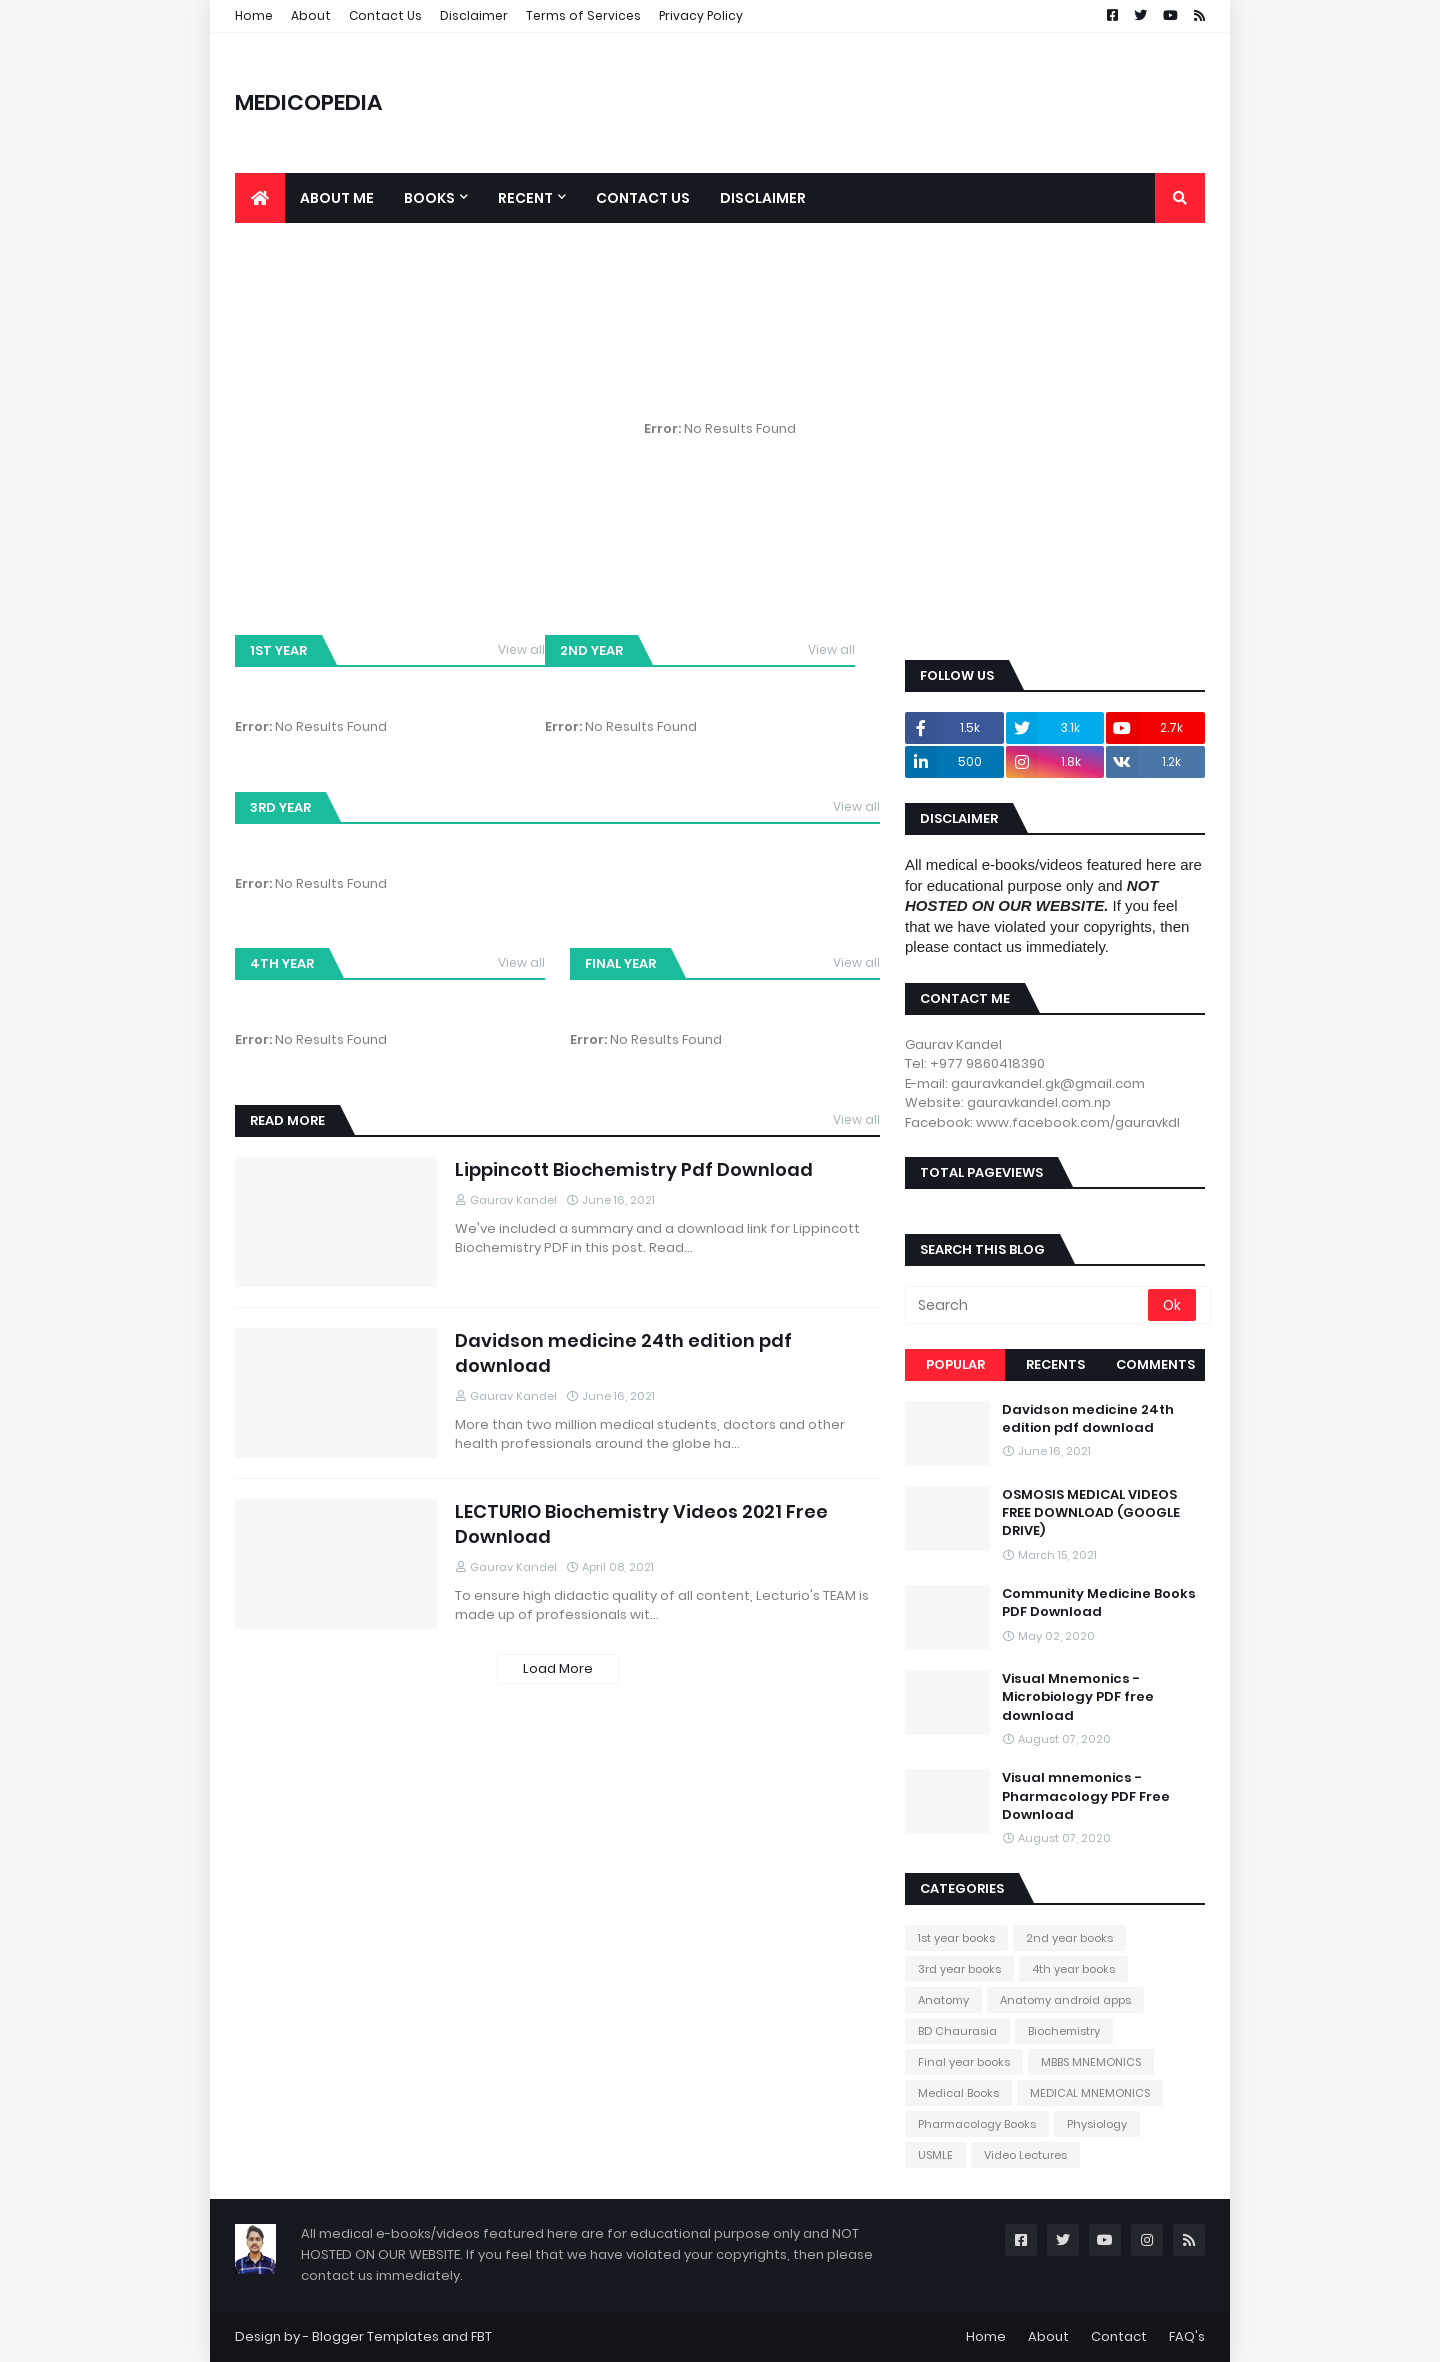 Home About Contact Us Disclaimer Terms of Services Privacy Policy
MEDICOPEDIA
ABOUT ME BOOKS RECENT CONTACT US DISCLAIMER
Error: No Results Found
1ST YEAR View all
Error: No Results Found
2ND YEAR View all
Error: No Results Found
3RD YEAR View all
Error: No Results Found
4TH YEAR View all
Error: No Results Found
FINAL YEAR View all
Error: No Results Found
READ MORE View all
Lippincott Biochemistry Pdf Download
Gaurav Kandel June 16, 2021
We've included a summary and a download link for Lippincott
Biochemistry PDF in this post. Read...
Davidson medicine 24th edition pdf
download
Gaurav Kandel June 16, 2021
More than two million medical students, doctors and other
health professionals around the globe ha...
LECTURIO Biochemistry Videos 2021 Free
Download
Gaurav Kandel April 08, 2021
To ensure high didactic quality of all content, Lecturio's TEAM is
made up of professionals wit...
Load More
FOLLOW US
1.5k 3.1k 2.7k
500 1.8k 1.2k
DISCLAIMER
All medical e-books/videos featured here are
for educational purpose only and NOT
HOSTED ON OUR WEBSITE. If you feel
that we have violated your copyrights, then
please contact us immediately.
CONTACT ME
Gaurav Kandel
Tel: +977 9860418390
E-mail: gauravkandel.gk@gmail.com
Website: gauravkandel.com.np
Facebook: www.facebook.com/gauravkdl
TOTAL PAGEVIEWS
SEARCH THIS BLOG
Search Ok
POPULAR RECENTS COMMENTS
Davidson medicine 24th
edition pdf download
June 16, 2021
OSMOSIS MEDICAL VIDEOS
FREE DOWNLOAD (GOOGLE
DRIVE)
March 15, 2021
Community Medicine Books
PDF Download
May 02, 2020
Visual Mnemonics -
Microbiology PDF free
download
August 07, 2020
Visual mnemonics -
Pharmacology PDF Free
Download
August 07, 2020
CATEGORIES
1st year books 2nd year books
3rd year books 4th year books
Anatomy Anatomy android apps
BD Chaurasia Biochemistry
Final year books MBBS MNEMONICS
Medical Books MEDICAL MNEMONICS
Pharmacology Books Physiology
USMLE Video Lectures
All medical e-books/videos featured here are for educational purpose only and NOT
HOSTED ON OUR WEBSITE. If you feel that we have violated your copyrights, then please
contact us immediately.
Design by - Blogger Templates and FBT
Home About Contact FAQ's